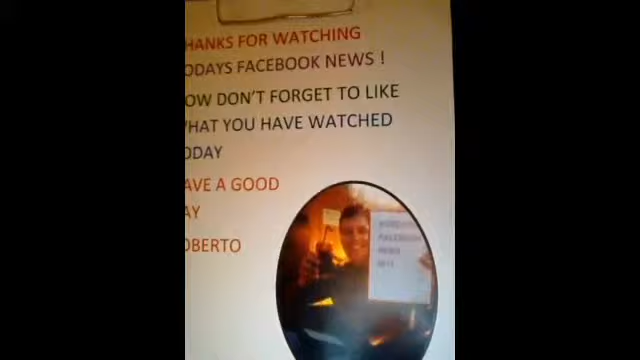 HANKS FOR WATCHING
ODAYS FACEBOOK NEWS !
OW DON'T FORGET TO LIKE
HAT YOU HAVE WATCHED
ODAY
AVE A GOOD
AY
OBERTO